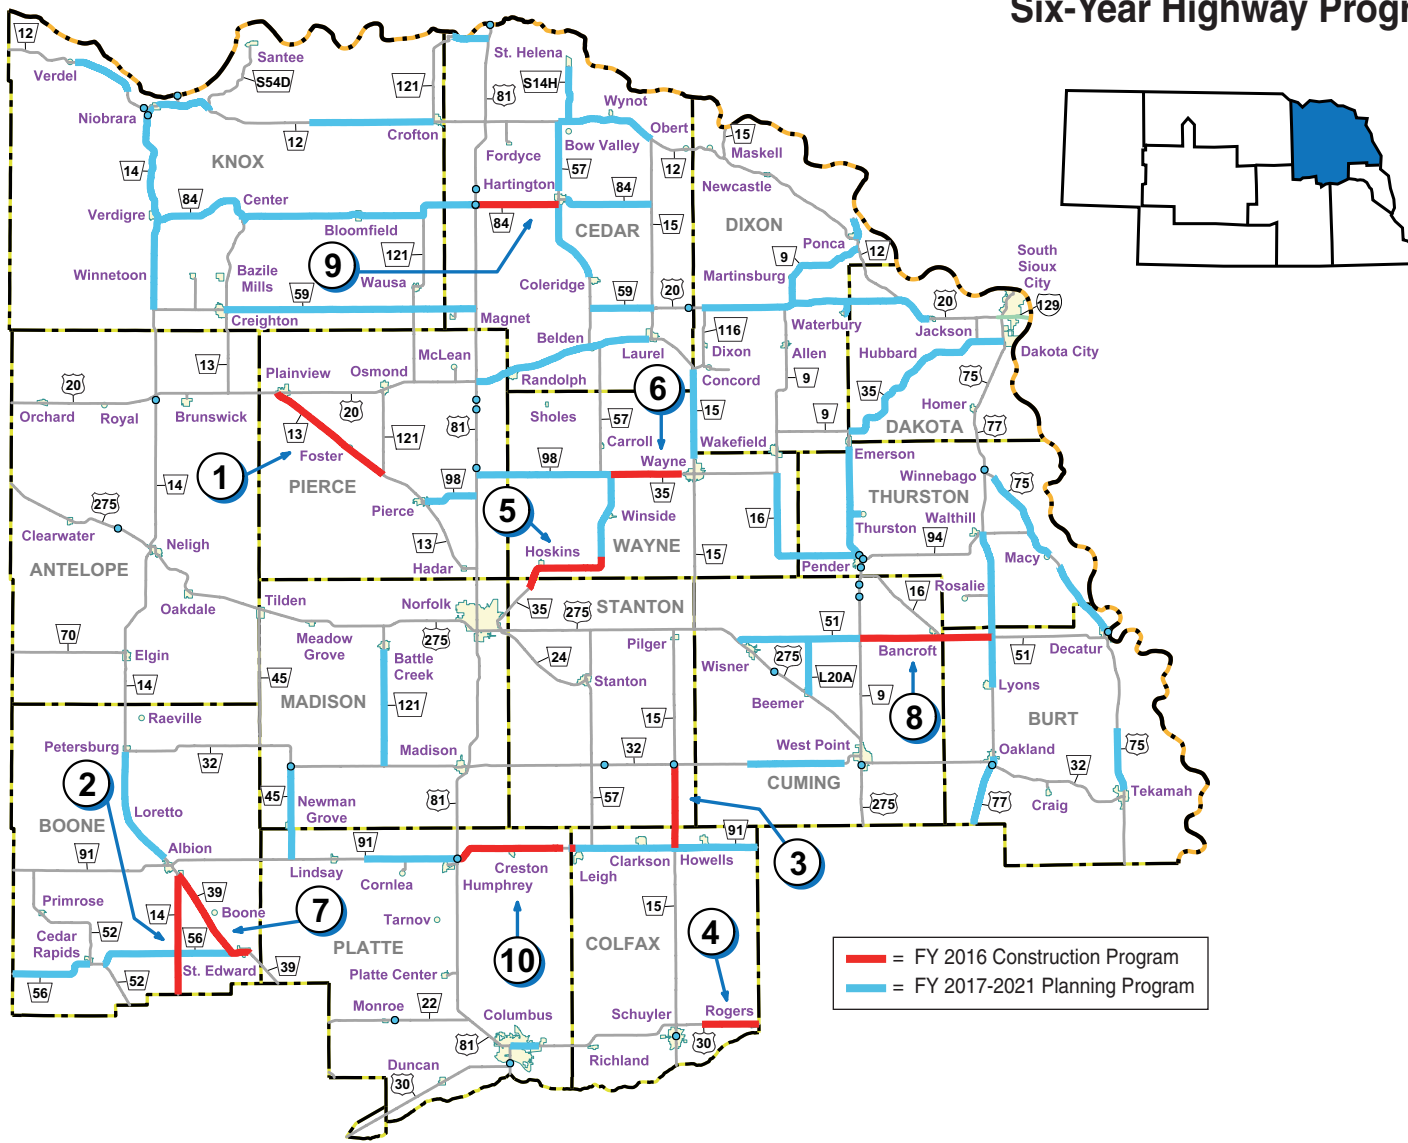 Six-Year Highway Progr
12
Santee
St. Helena
Verdel
S54D
121
81
S14H
Wynot
Niobrara
12
Crofton
Obert
15
Fordyce
Bow Valley
Maskell
KNOX
14
57
12
Hartington
84
Newcastle
84
Center
Verdigre
84
CEDAR
15
DIXON
Bloomfield
Ponca
12
9
South
Sioux
City
9
121
Winnetoon
Bazile
Mills
Wausa
Coleridge
Martinsburg
59
59
20
20
129
Creighton
Magnet
Waterbury
Jackson
116
Belden
McLean
Laurel
Dixon
Allen
Hubbard
Dakota City
13
Plainview
Osmond
Randolph
6
Concord
9
75
20
20
35
Orchard
Royal
Brunswick
Sholes
15
Homer
13
121
81
57
9
77
DAKOTA
Foster
Carroll
Wakefield
1
98
Wayne
Emerson
PIERCE
98
35
Winnebago
14
75
275
Pierce
5
THURSTON
Clearwater
Winside
16
Thurston
Walthill
Neligh
13
Hoskins
WAYNE
15
94
ANTELOPE
Hadar
Pender
Macy
Oakdale
Tilden
Norfolk
35
275
STANTON
16
Rosalie
70
Meadow
Grove
275
51
Elgin
Pilger
Bancroft
51
Decatur
Battle
Creek
24
Wisner
275
L20A
14
45
Stanton
Lyons
MADISON
121
Beemer
9
8
Raeville
15
BURT
Petersburg
Madison
West Point
Oakland
75
32
32
2
CUMING
32
45
Newman
Grove
81
57
275
77
Craig
Tekamah
Loretto
BOONE
Albion
91
91
91
3
Lindsay
Creston
Clarkson
Howells
Cornlea
Humphrey
Leigh
39
Primrose
14
Boone
7
15
4
Tarnov
52
Cedar
Rapids
56
PLATTE
COLFAX
10
St. Edward
39
Platte Center
56
52
= FY 2016 Construction Program
= FY 2017-2021 Planning Program
Monroe
22
Columbus
Schuyler
Rogers
81
30
Richland
Duncan
30